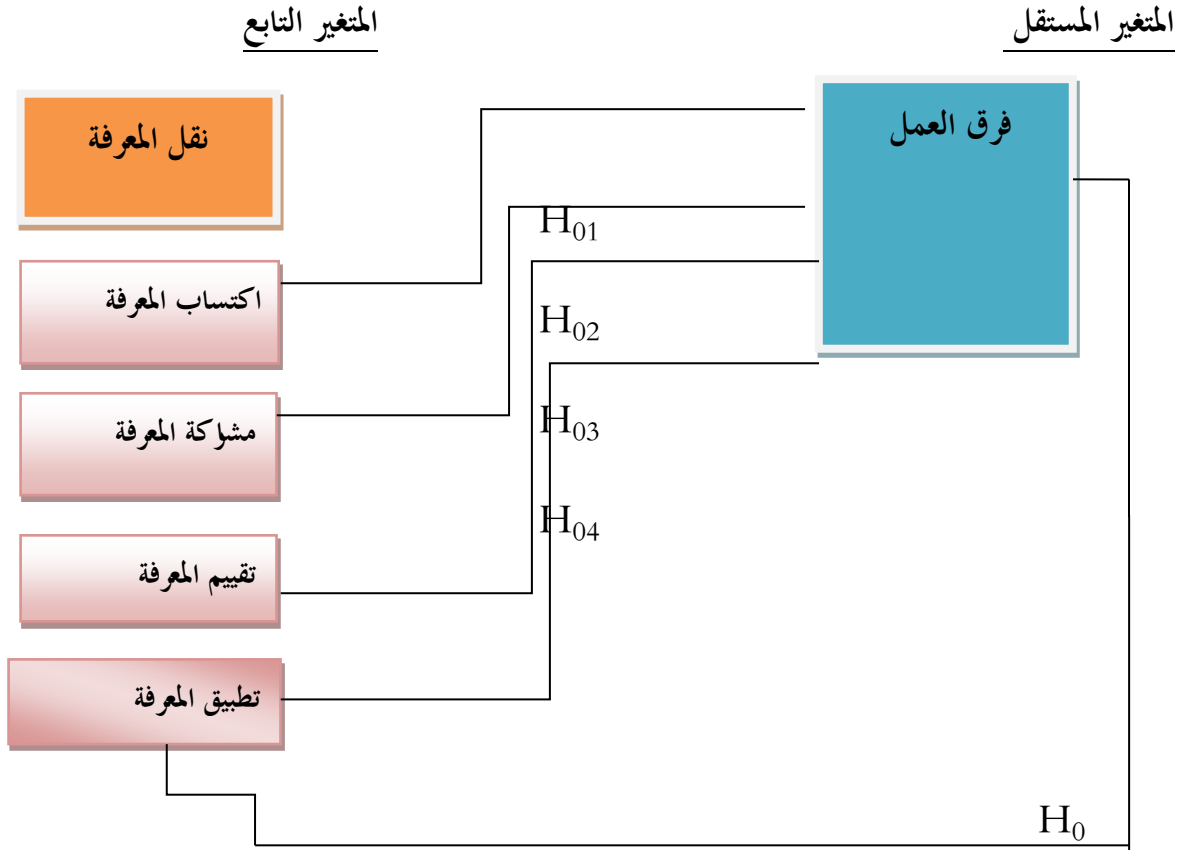 المتغير المستقل
المتغير التابع
فرق العمل
نقل المعرفة
H₀₁
اكتساب المعرفة
H₀₂
مشاركة المعرفة
H₀₃
H₀₄
تقييم المعرفة
تطبيق المعرفة
H₀